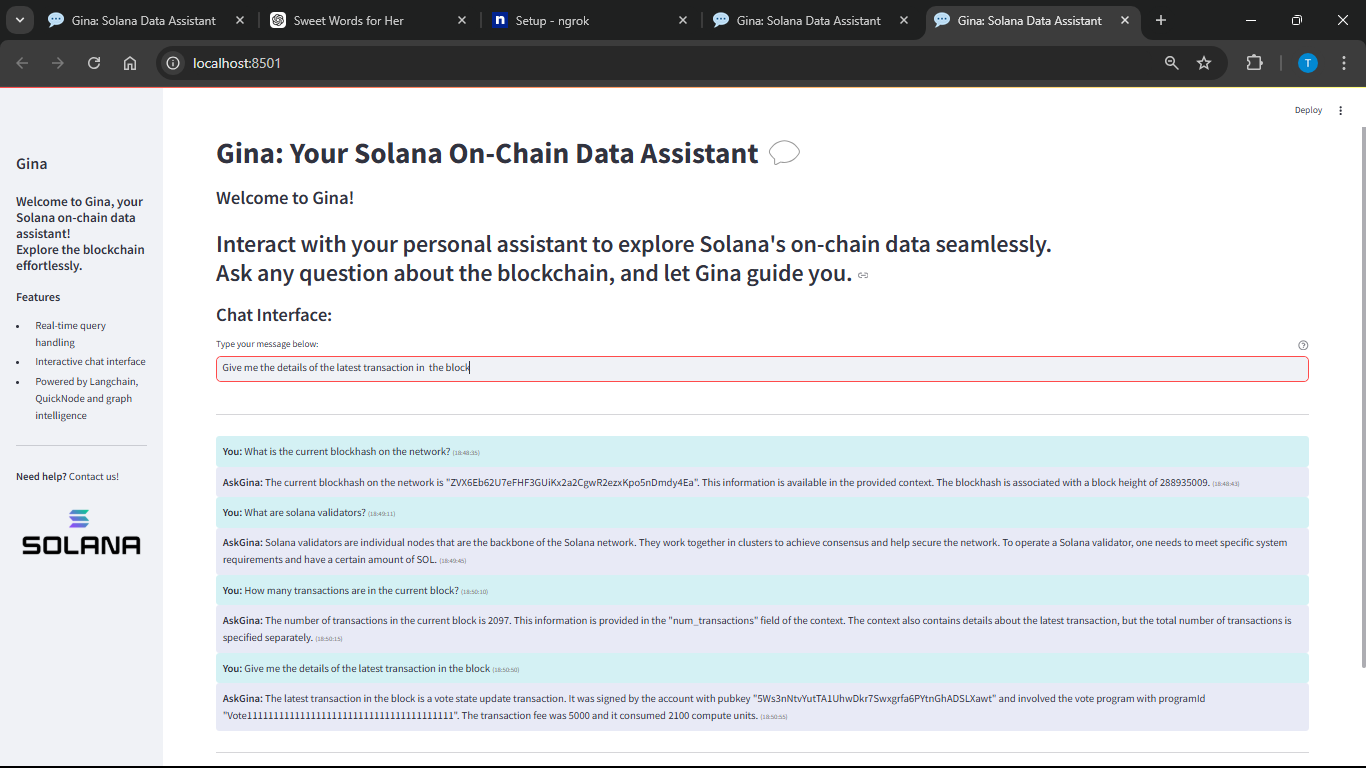 Gina: Solana Data Assistant
Sweet Words for Her
Setup - ngrok
Gina: Solana Data Assistant
Gina: Solana Data Assistant
localhost:8501
T
Deploy
Gina
Welcome to Gina, your
Solana on-chain data
assistant!
Explore the blockchain
effortlessly.
Features
Real-time query
handling
Interactive chat interface
Powered by Langchain,
QuickNode and graph
intelligence
Need help? Contact us!
SOLANA
Gina: Your Solana On-Chain Data Assistant
Welcome to Gina!
Interact with your personal assistant to explore Solana's on-chain data seamlessly.
Ask any question about the blockchain, and let Gina guide you.
Chat Interface:
Type your message below:
Give me the details of the latest transaction in  the block
You: What is the current blockhash on the network? (18:48:35)
AskGina: The current blockhash on the network is "ZVX6Eb62U7eFHF3GUiKx2a2CgwR2ezxKpo5nDmdy4Ea". This information is available in the provided context. The blockhash is associated with a block height of 288935009. (18:48:43)
You: What are solana validators? (18:49:11)
AskGina: Solana validators are individual nodes that are the backbone of the Solana network. They work together in clusters to achieve consensus and help secure the network. To operate a Solana validator, one needs to meet specific system
requirements and have a certain amount of SOL. (18:49:45)
You: How many transactions are in the current block? (18:50:10)
AskGina: The number of transactions in the current block is 2097. This information is provided in the "num_transactions" field of the context. The context also contains details about the latest transaction, but the total number of transactions is
specified separately. (18:50:15)
You: Give me the details of the latest transaction in the block (18:50:50)
AskGina: The latest transaction in the block is a vote state update transaction. It was signed by the account with pubkey "5Ws3nNtvYutTA1UhwDkr7Swxgrfa6PYtnGhADSLXawt" and involved the vote program with programId
"Vote111111111111111111111111111111111111111". The transaction fee was 5000 and it consumed 2100 compute units. (18:50:55)